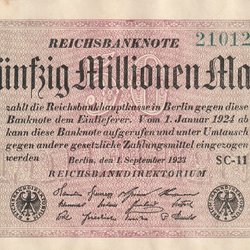 REICHSBANKNOTE
21012
ünfzig Millionen Ma
zahlt die Reichsbankhauptkasse in Berlin gegen diese
Banknote dem Einlieferer. Vom 1. Januar 1924 ab
kann diese Banknote aufgerufen und unter Umtausch
gegen andere gesetzliche Zahlungsmittel eingezogen
werden
Berlin, den 1. September 1923
SC-11
REICHSBANKDIREKTORIUM